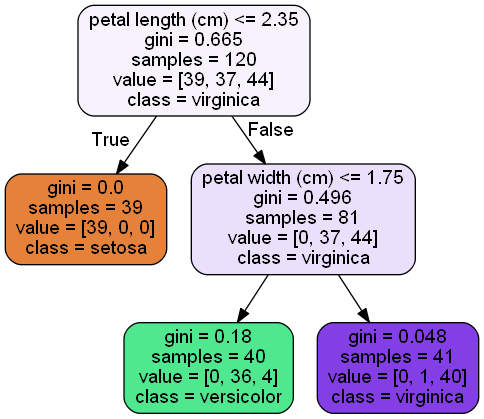 petal length (cm) <= 2.35
gini = 0.665
samples = 120
value = [39, 37, 44]
class = virginica
True
False
gini = 0.0
samples = 39
value = [39, 0, 0]
class = setosa
petal width (cm) <= 1.75
gini = 0.496
samples = 81
value = [0, 37, 44]
class = virginica
gini = 0.18
samples = 40
value = [0, 36, 4]
class = versicolor
gini = 0.048
samples = 41
value = [0, 1, 40]
class = virginica